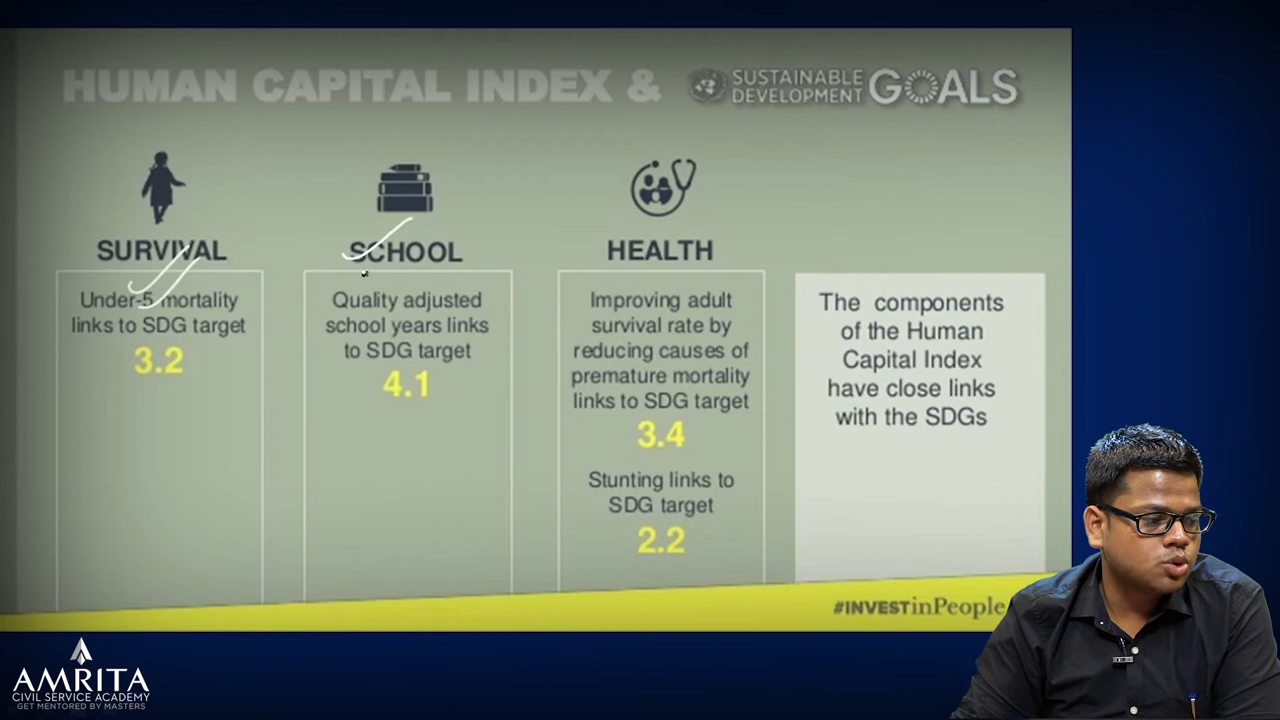 HUMAN CAPITAL INDEX &
SUSTAINABLE
DEVELOPMENT
GOALS
SURVIVAL
Under-5 mortality
links to SDG target
3.2
SCHOOL
Quality adjusted
school years links
to SDG target
4.1
HEALTH
Improving adult
survival rate by
reducing causes of
premature mortality
links to SDG target
3.4
Stunting links to
SDG target
2.2
The components
of the Human
Capital Index
have close links
with the SDGs
#INVESTinPeople
AMRITA
CIVIL SERVICE ACADEMY
GET MENTORED BY MASTERS